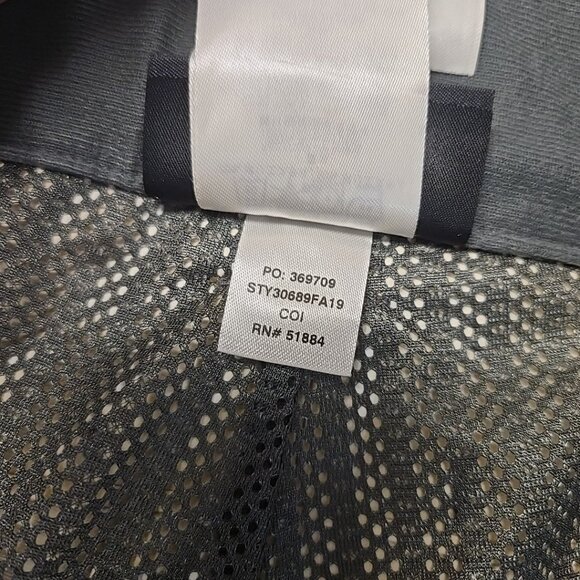 PO: 369709
STY30689FA19
COI
RN# 51884